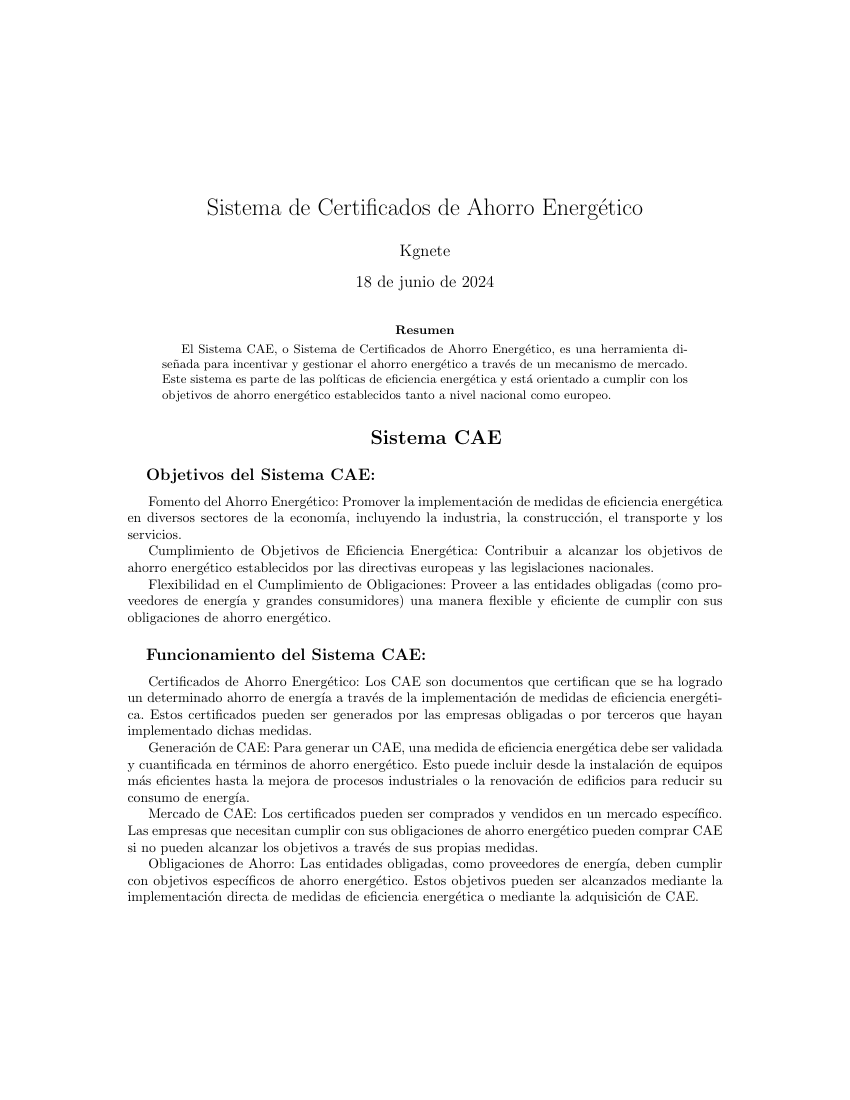 Sistema de Certificados de Ahorro Energético
Kgnete
18 de junio de 2024
Resumen
El Sistema CAE, o Sistema de Certificados de Ahorro Energético, es una herramienta di-
señada para incentivar y gestionar el ahorro energético a través de un mecanismo de mercado.
Este sistema es parte de las políticas de eficiencia energética y está orientado a cumplir con los
objetivos de ahorro energético establecidos tanto a nivel nacional como europeo.
Sistema CAE
Objetivos del Sistema CAE:
Fomento del Ahorro Energético: Promover la implementación de medidas de eficiencia energética
en diversos sectores de la economía, incluyendo la industria, la construcción, el transporte y los
servicios.
Cumplimiento de Objetivos de Eficiencia Energética: Contribuir a alcanzar los objetivos de
ahorro energético establecidos por las directivas europeas y las legislaciones nacionales.
Flexibilidad en el Cumplimiento de Obligaciones: Proveer a las entidades obligadas (como pro-
veedores de energía y grandes consumidores) una manera flexible y eficiente de cumplir con sus
obligaciones de ahorro energético.
Funcionamiento del Sistema CAE:
Certificados de Ahorro Energético: Los CAE son documentos que certifican que se ha logrado
un determinado ahorro de energía a través de la implementación de medidas de eficiencia energéti-
ca. Estos certificados pueden ser generados por las empresas obligadas o por terceros que hayan
implementado dichas medidas.
Generación de CAE: Para generar un CAE, una medida de eficiencia energética debe ser validada
y cuantificada en términos de ahorro energético. Esto puede incluir desde la instalación de equipos
más eficientes hasta la mejora de procesos industriales o la renovación de edificios para reducir su
consumo de energía.
Mercado de CAE: Los certificados pueden ser comprados y vendidos en un mercado específico.
Las empresas que necesitan cumplir con sus obligaciones de ahorro energético pueden comprar CAE
si no pueden alcanzar los objetivos a través de sus propias medidas.
Obligaciones de Ahorro: Las entidades obligadas, como proveedores de energía, deben cumplir
con objetivos específicos de ahorro energético. Estos objetivos pueden ser alcanzados mediante la
implementación directa de medidas de eficiencia energética o mediante la adquisición de CAE.